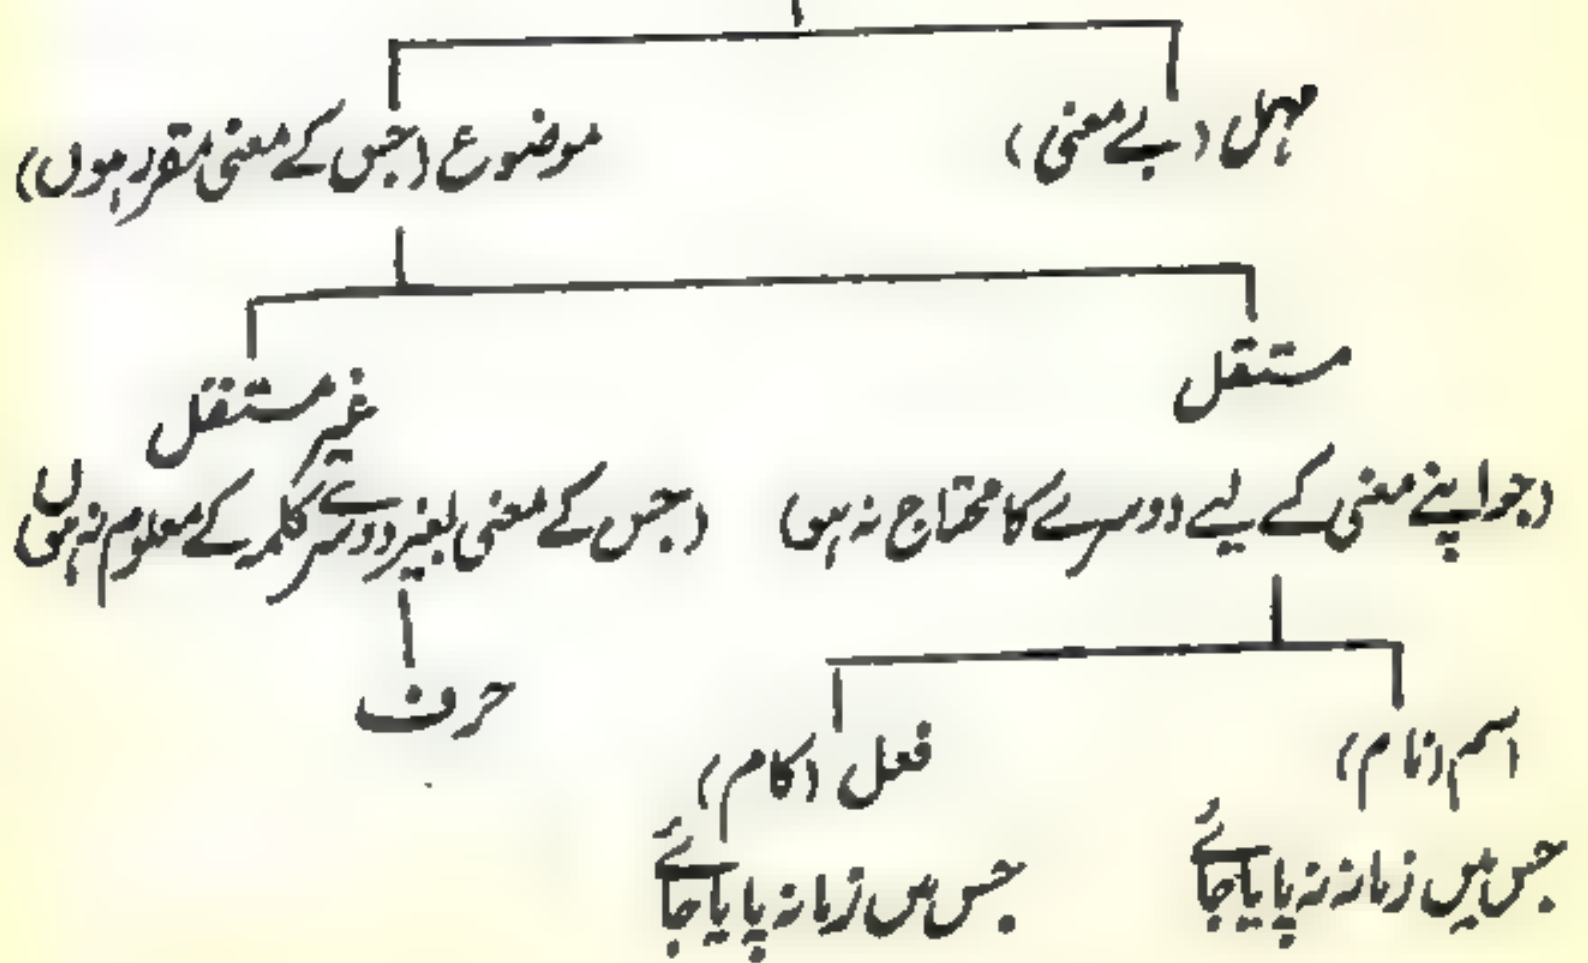 مہمل (بے معنی)
موضوع (جس کے معنی مقرر ہوں)
مستقل
(جو اپنے معنی کے لیے دوسرے کا محتاج نہ ہو)
غیر مستقل
(جس کے معنی بغیر دوسرے کلمہ کے معلوم نہ ہوں)
اسم (نام)
جس میں زمانہ نہ پایا جائے
فعل (کام)
جس میں زمانہ پایا جائے
حرف